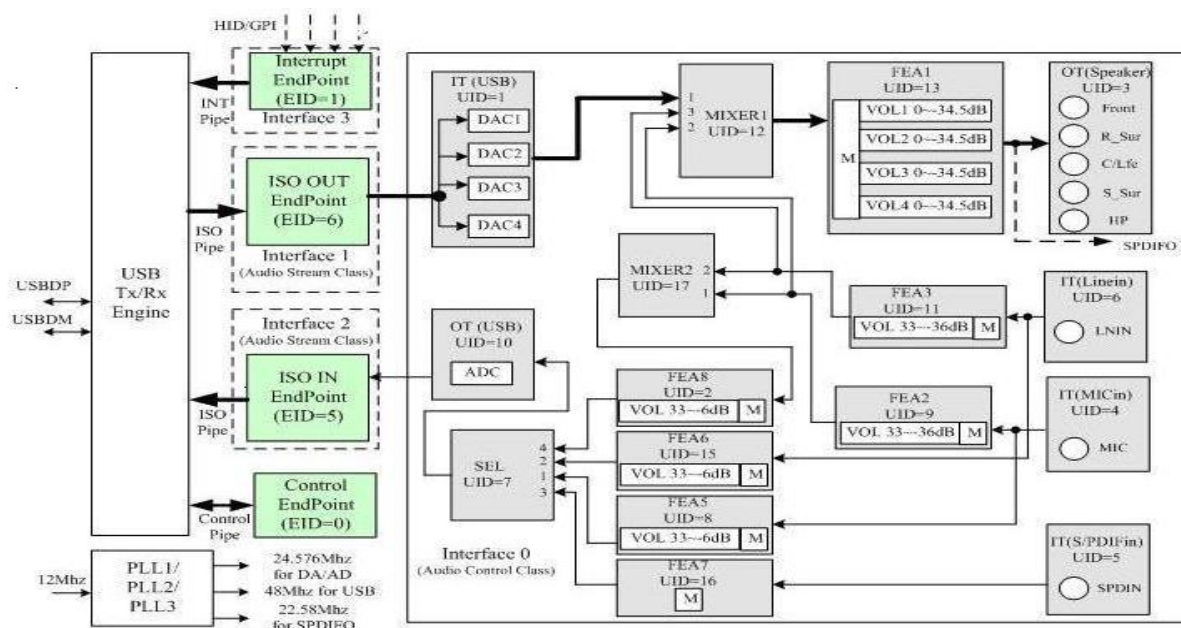 HID/GPI
Interrupt
EndPoint
(EID=1)
INT
Pipe
Interface 3
ISO OUT
EndPoint
(EID=6)
ISO
Pipe
Interface 1
(Audio Stream Class)
USB
Tx/Rx
Engine
USBDP
USBDM
Interface 2
(Audio Stream Class)
ISO IN
EndPoint
(EID=5)
ISO
Pipe
Control
EndPoint
(EID=0)
Control
Pipe
12Mhz
PLL1/
PLL2/
PLL3
24.576Mhz
for DA/AD
48Mhz for USB
22.58Mhz
for SPDIFO
IT (USB)
UID=1
DAC1
DAC2
DAC3
DAC4
1
3
2
MIXER1
UID=12
FEA1
UID=13
M
VOL1 0~-34.5dB
VOL2 0~-34.5dB
VOL3 0~-34.5dB
VOL4 0~-34.5dB
OT(Speaker)
UID=3
Front
R_Sur
C/Lfe
S_Sur
HP
SPDIFO
MIXER2
UID=17
2
1
FEA3
UID=11
VOL 33~-36dB M
IT(Linein)
UID=6
LNIN
OT (USB)
UID=10
ADC
FEA8
UID=2
VOL 33~-6dB M
FEA2
UID=9
VOL 33~-36dB M
IT(MICin)
UID=4
MIC
SEL
UID=7
4
2
1
3
FEA6
UID=15
VOL 33~-6dB M
FEA5
UID=8
VOL 33~-6dB M
Interface 0
(Audio Control Class)
FEA7
UID=16
M
IT(S/PDIFin)
UID=5
SPDIN